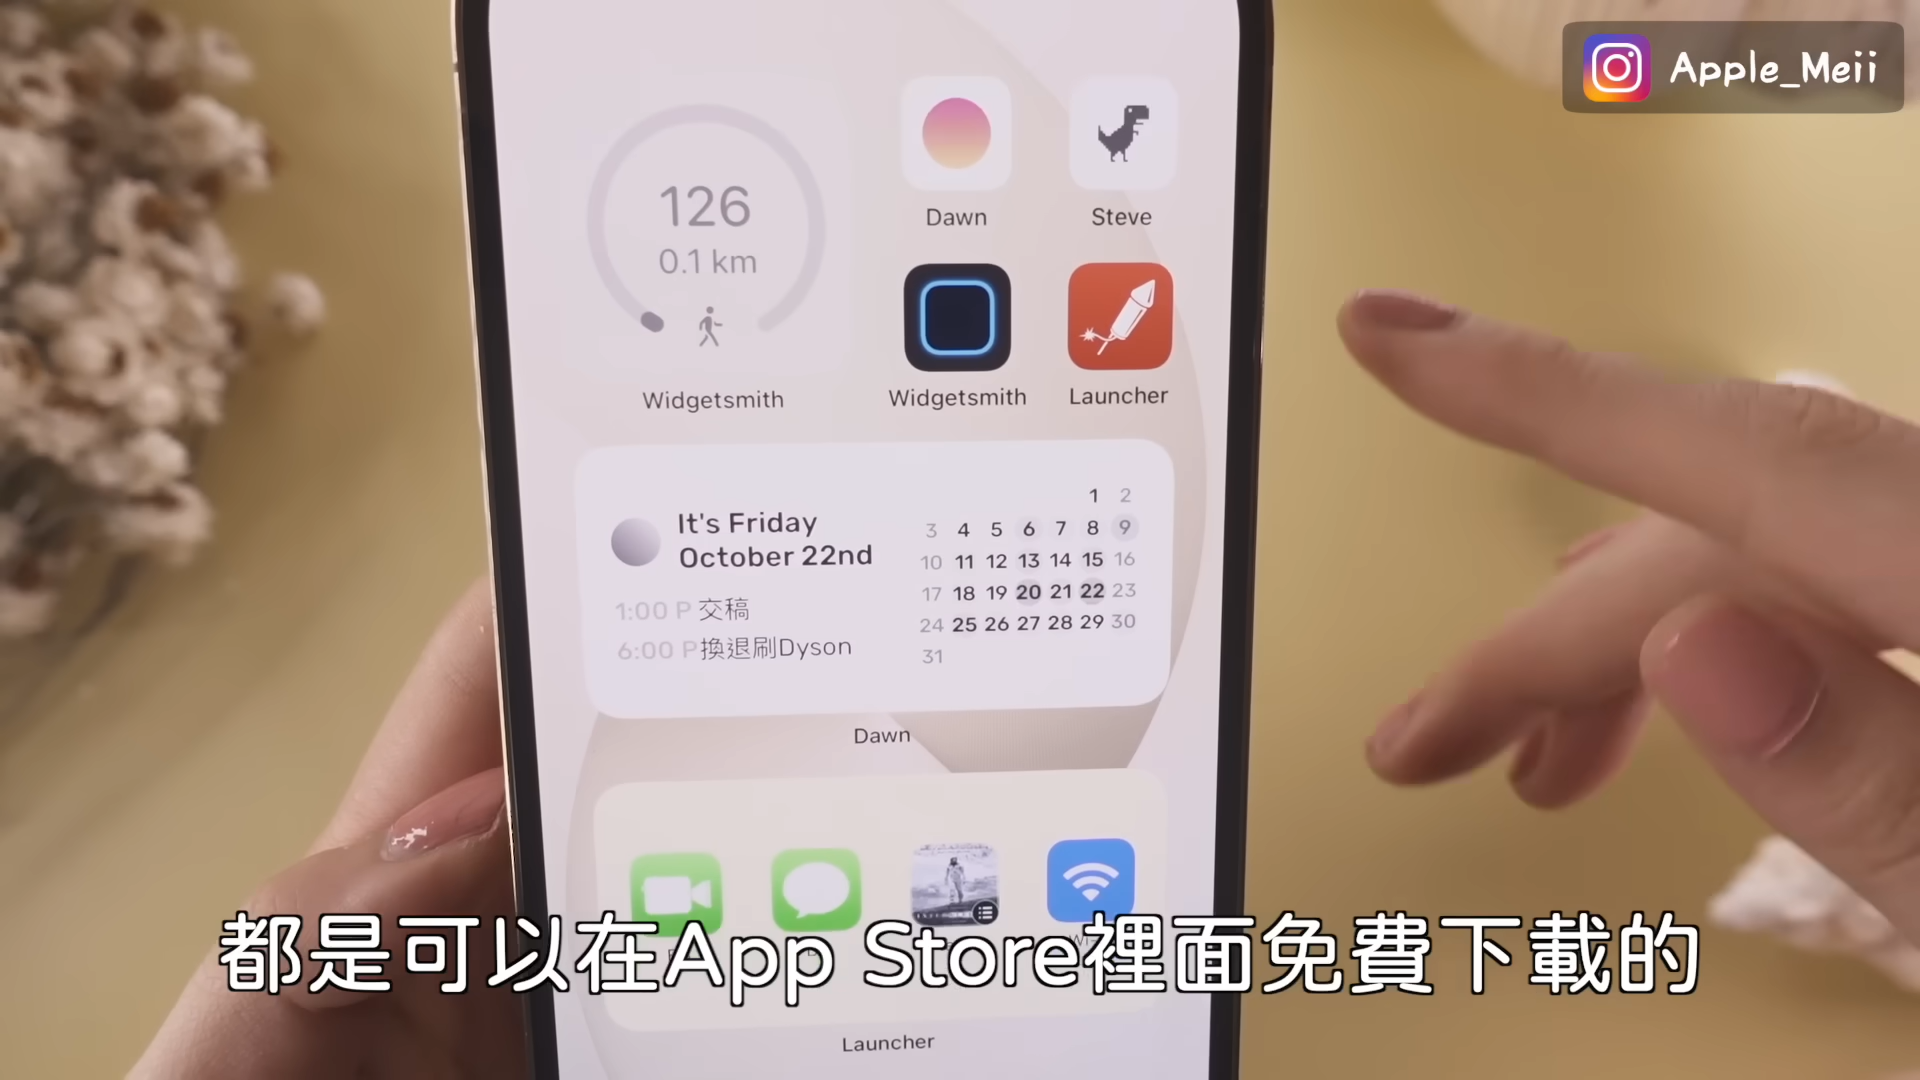 Apple_Meii
126
0.1 km
Widgetsmith
Dawn
Steve
Widgetsmith
Launcher
It's Friday
October 22nd
1:00 P 交稿
6:00 P 換退刷Dyson
1 2
3 4 5 6 7 8 9
10 11 12 13 14 15 16
17 18 19 20 21 22 23
24 25 26 27 28 29 30
31
Dawn
都是可以在App Store裡面免費下載的
Launcher